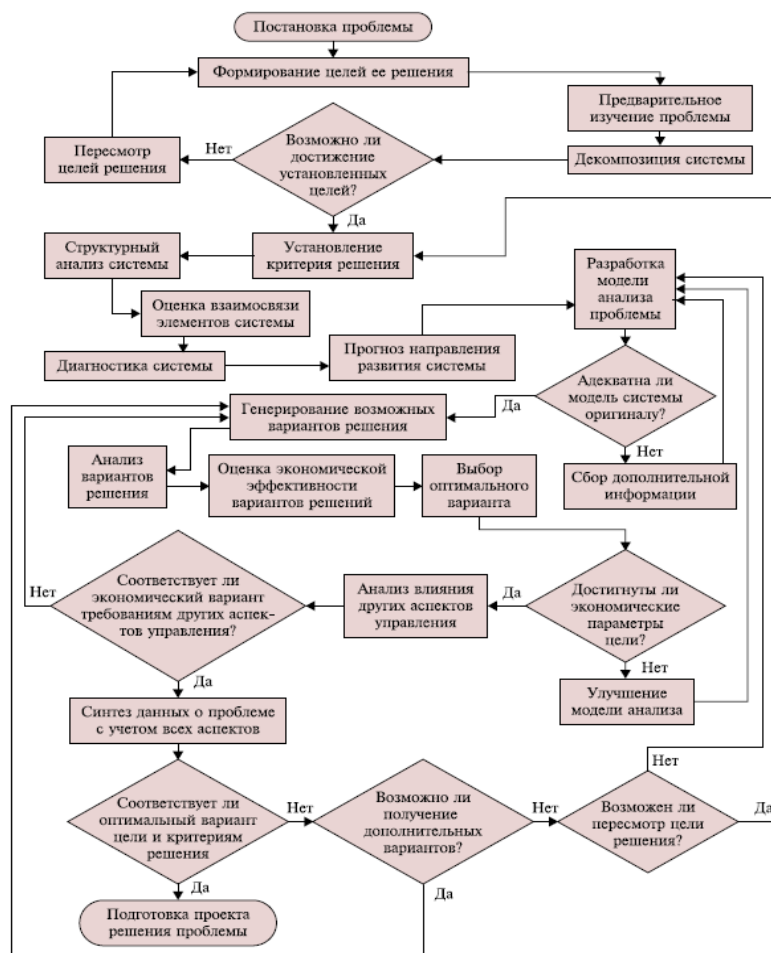 Постановка проблемы
Формирование целей ее решения
Предварительное
изучение проблемы
Пересмотр
целей решения
Нет
Возможно ли
достижение
установленных
целей?
Декомпозиция системы
Да
Структурный
анализ системы
Установление
критерия решения
Разработка
модели
анализа
проблемы
Оценка взаимосвязи
элементов системы
Диагностика системы
Прогноз направления
развития системы
Адекватна ли
модель системы
оригиналу?
Да
Нет
Генерирование возможных
вариантов решения
Сбор дополнительной
информации
Анализ
вариантов
решения
Оценка экономической
эффективности
вариантов решений
Выбор
оптимального
варианта
Нет
Соответствует ли
экономический вариант
требованиям других аспек-
тов управления?
Анализ влияния
других аспектов
управления
Да
Достигнуты ли
экономические
параметры
цели?
Нет
Да
Улучшение
модели анализа
Синтез данных о проблеме
с учетом всех аспектов
Нет
Соответствует ли
оптимальный вариант
цели и критериям
решения
Нет
Возможно ли
получение
дополнительных
вариантов?
Нет
Возможен ли
пересмотр цели
решения?
Да
Да
Да
Подготовка проекта
решения проблемы